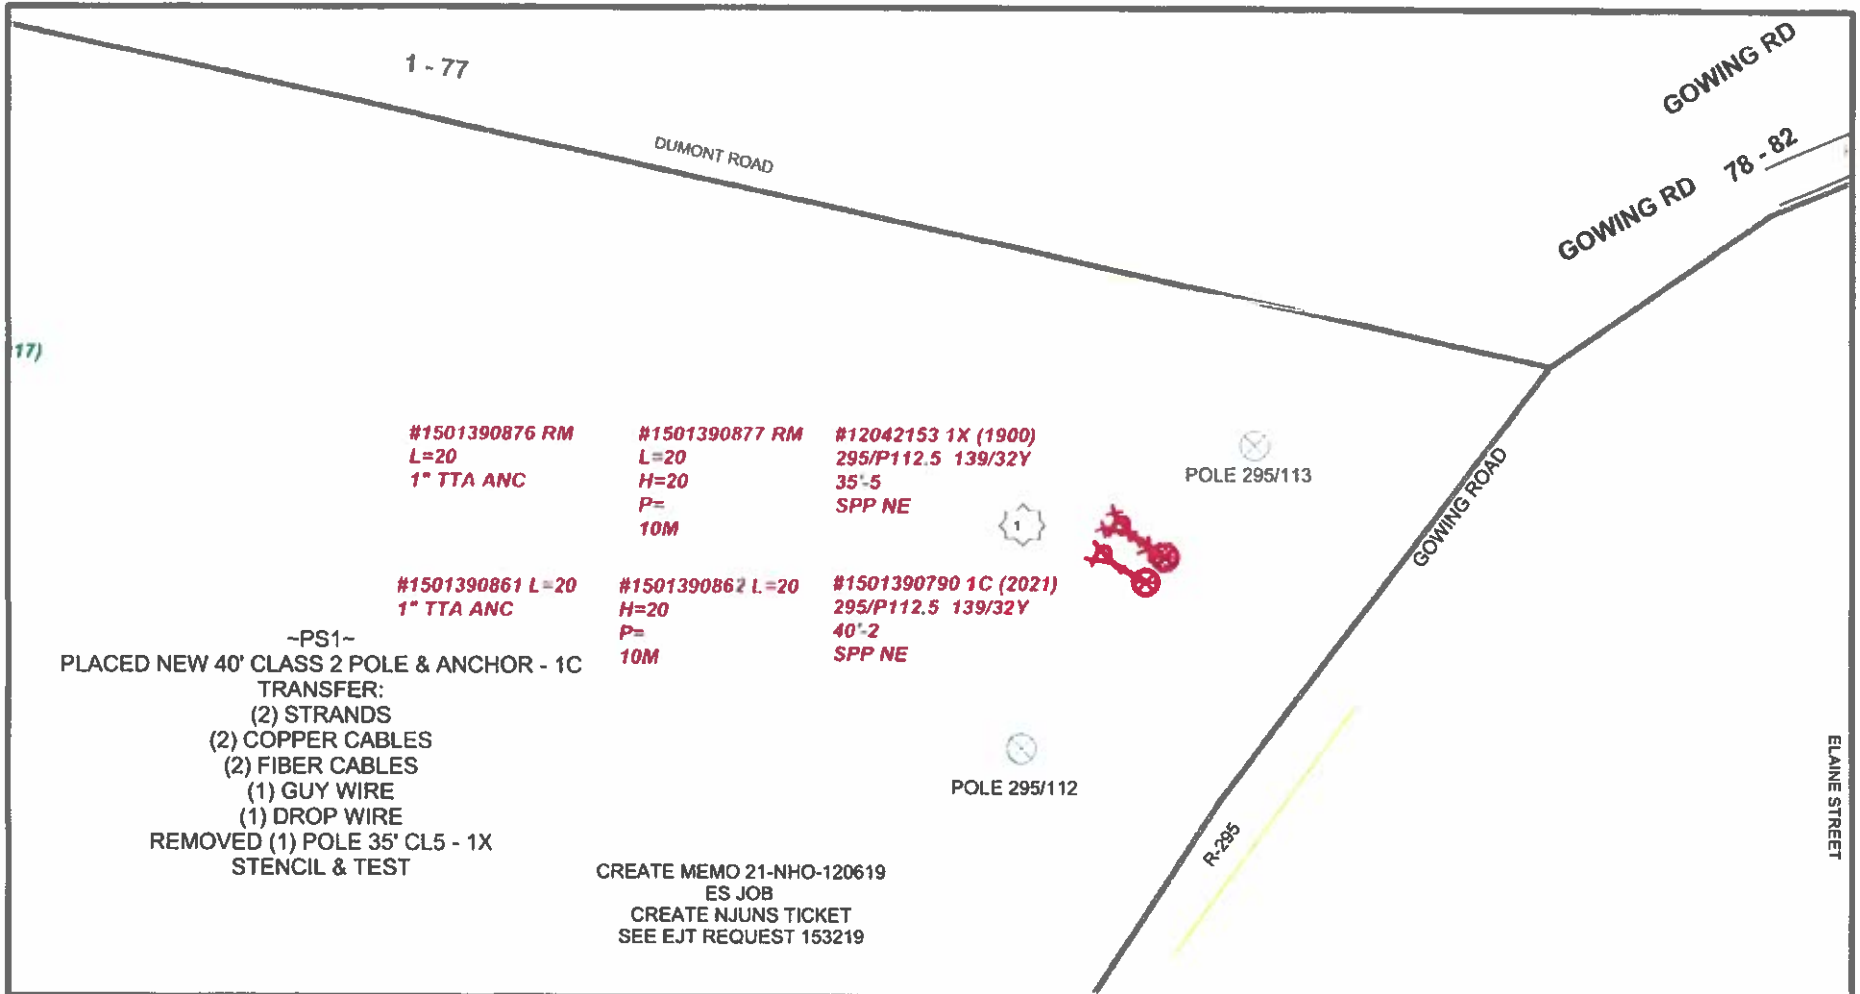 1 - 77
DUMONT ROAD
GOWING RD
GOWING RD 78 - 82
17)
#1501390876 RM
L=20
1" TTA ANC
#1501390877 RM
L=20
H=20
P=
10M
#12042153 1X (1900)
295/P112.5 139/32Y
35'-5
SPP NE
POLE 295/113
1
GOWING ROAD
#1501390861 L=20
1" TTA ANC
#1501390862 L=20
H=20
P=
10M
#1501390790 1C (2021)
295/P112.5 139/32Y
40'-2
SPP NE
~PS1~
PLACED NEW 40' CLASS 2 POLE & ANCHOR - 1C
TRANSFER:
(2) STRANDS
(2) COPPER CABLES
(2) FIBER CABLES
(1) GUY WIRE
(1) DROP WIRE
REMOVED (1) POLE 35' CL5 - 1X
STENCIL & TEST
POLE 295/112
R-295
ELAINE STREET
CREATE MEMO 21-NHO-120619
ES JOB
CREATE NJUNS TICKET
SEE EJT REQUEST 153219